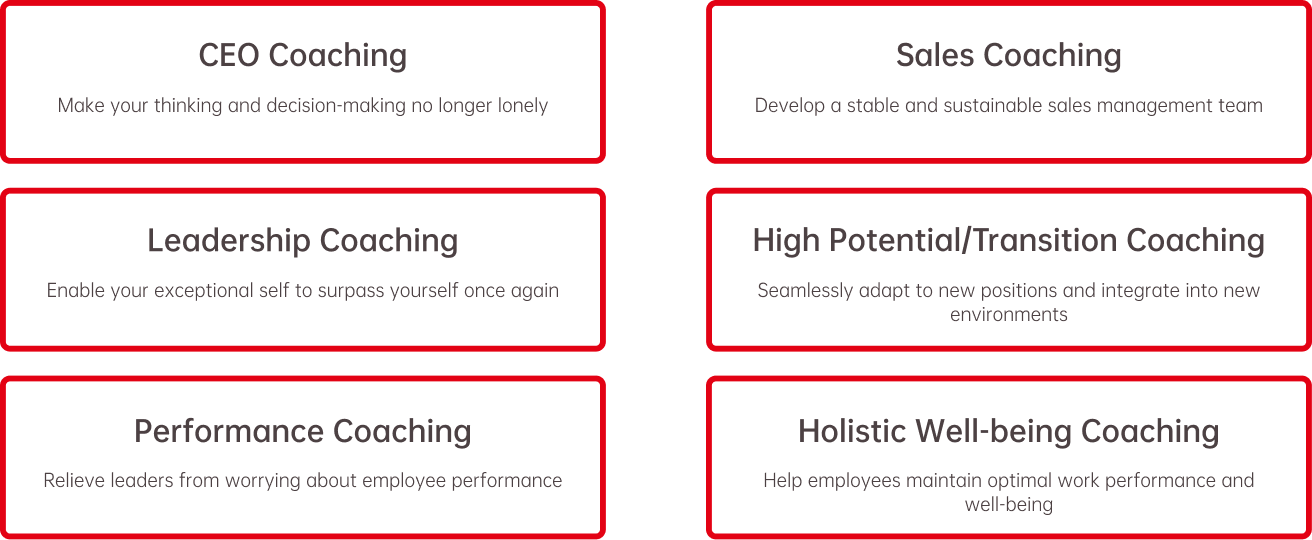 CEO Coaching
Make your thinking and decision-making no longer lonely
Sales Coaching
Develop a stable and sustainable sales management team
Leadership Coaching
Enable your exceptional self to surpass yourself once again
High Potential/Transition Coaching
Seamlessly adapt to new positions and integrate into new
environments
Performance Coaching
Relieve leaders from worrying about employee performance
Holistic Well-being Coaching
Help employees maintain optimal work performance and
well-being